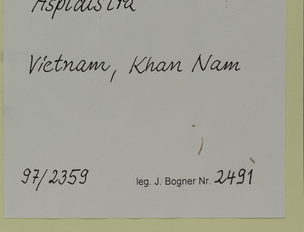 Aspidistra
Vietnam, Khan Nam
97/2359 leg. J. Bogner Nr. 2491